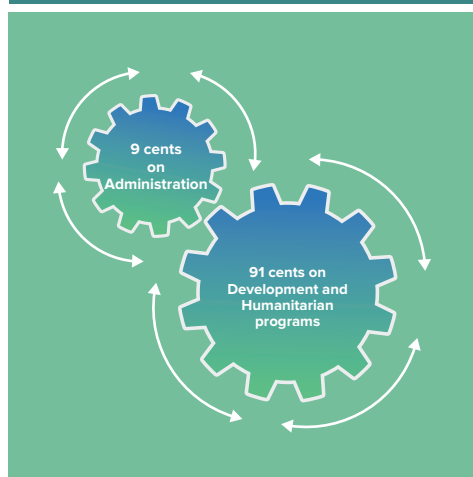 9 cents
on
Administration
91 cents on
Development and
Humanitarian
programs